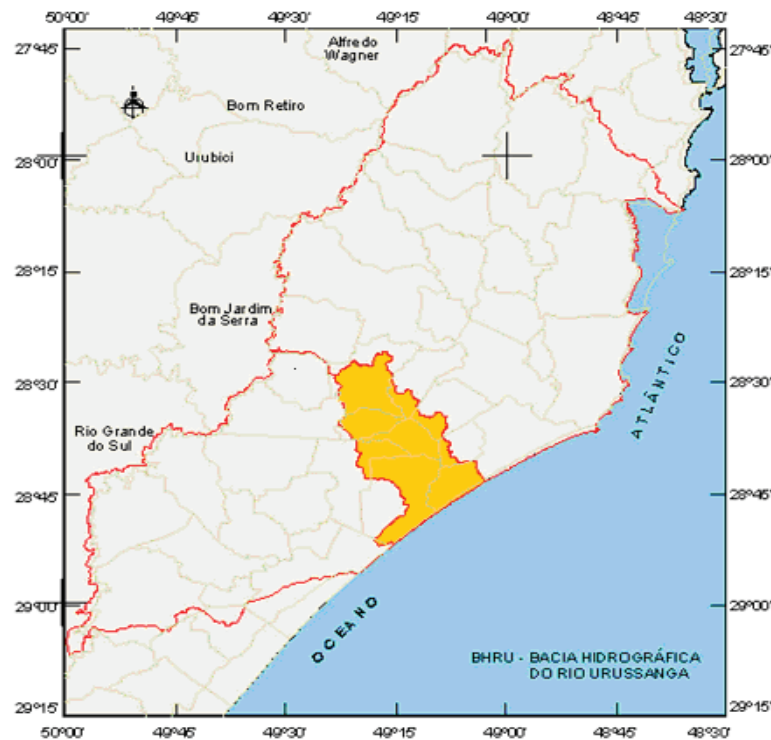 50°00' 49°45' 49°30' 49°15' 49°00' 48°45' 48°30'
27°45' 27°45'
Alfredo
Wagner
Bom Retiro
Urubici
28°00' 28°00'
28°15' 28°15'
Bom Jardim
da Serra
ATLÂNTICO
28°30' 28°30'
Rio Grande
do Sul
28°45' 28°45'
29°00' 29°00'
OCEANO
BHRU - BACIA HIDROGRÁFICA
DO RIO URUSSANGA
29°15' 29°15'
50°00' 49°45' 49°30' 49°15' 49°00' 48°45' 48°30'